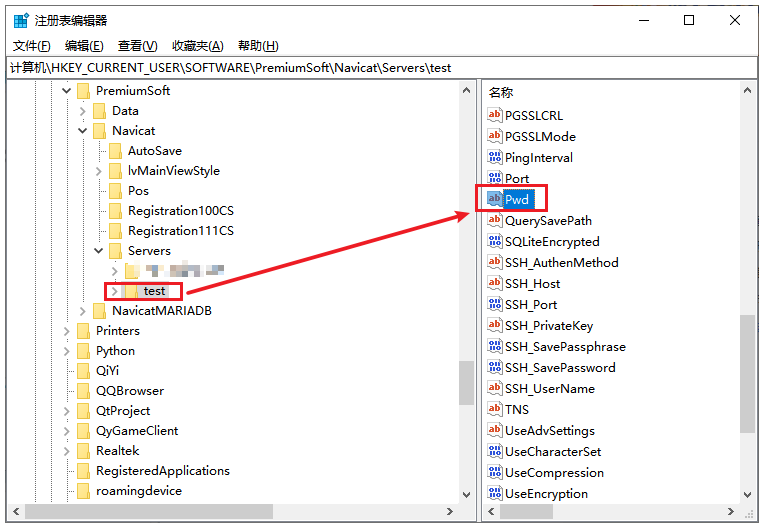 注册表编辑器
文件(F) 编辑(E) 查看(V) 收藏夹(A) 帮助(H)
计算机\HKEY_CURRENT_USER\SOFTWARE\PremiumSoft\Navicat\Servers\test
PremiumSoft
Data
Navicat
AutoSave
lvMainViewStyle
Pos
Registration100CS
Registration111CS
Servers
test
NavicatMARIADB
Printers
Python
QiYi
QQBrowser
QtProject
QyGameClient
Realtek
RegisteredApplications
roamingdevice
名称
PGSSLCRL
PGSSLMode
PingInterval
Port
Pwd
QuerySavePath
SQLiteEncrypted
SSH_AuthenMethod
SSH_Host
SSH_Port
SSH_PrivateKey
SSH_SavePassphrase
SSH_SavePassword
SSH_UserName
TNS
UseAdvSettings
UseCharacterSet
UseCompression
UseEncryption